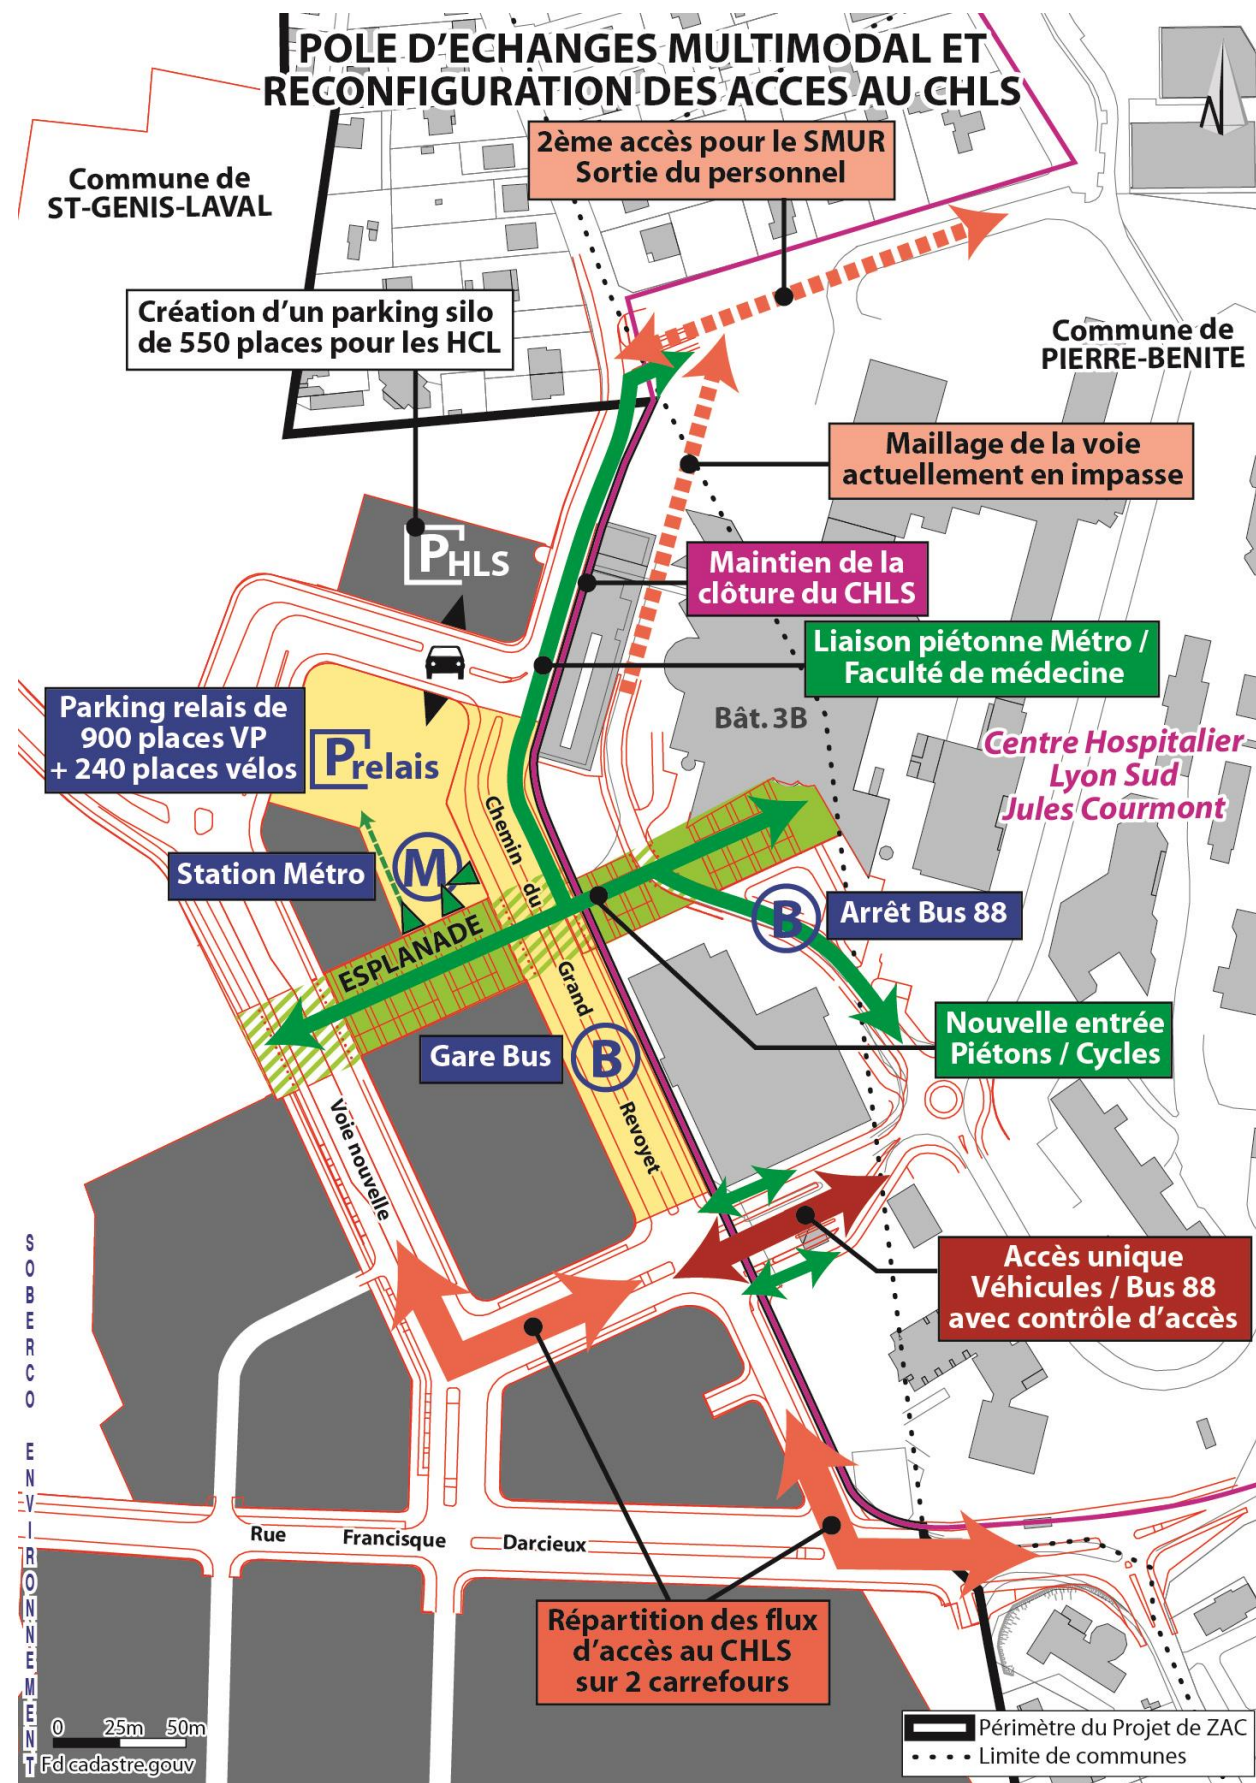 POLE D'ECHANGES MULTIMODAL ET
RECONFIGURATION DES ACCES AU CHLS
2ème accès pour le SMUR
Sortie du personnel
Commune de
ST-GENIS-LAVAL
Création d'un parking silo
de 550 places pour les HCL
Commune de
PIERRE-BENITE
Maillage de la voie
actuellement en impasse
PHLS
Maintien de la
clôture du CHLS
Liaison piétonne Métro /
Faculté de médecine
Parking relais de
900 places VP
+ 240 places vélos
Prelais
Bât. 3B
Centre Hospitalier
Lyon Sud
Jules Courmont
Chemin du Grand Revoyet
Station Métro
M
B
Arrêt Bus 88
ESPLANADE
Nouvelle entrée
Piétons / Cycles
Gare Bus
B
Voie nouvelle
Accès unique
Véhicules / Bus 88
avec contrôle d'accès
SOBERCO ENVIRONNEMENT
Rue Francisque Darcieux
Répartition des flux
d'accès au CHLS
sur 2 carrefours
N
Périmètre du Projet de ZAC
Limite de communes
0 25m 50m
Fd cadastre.gouv